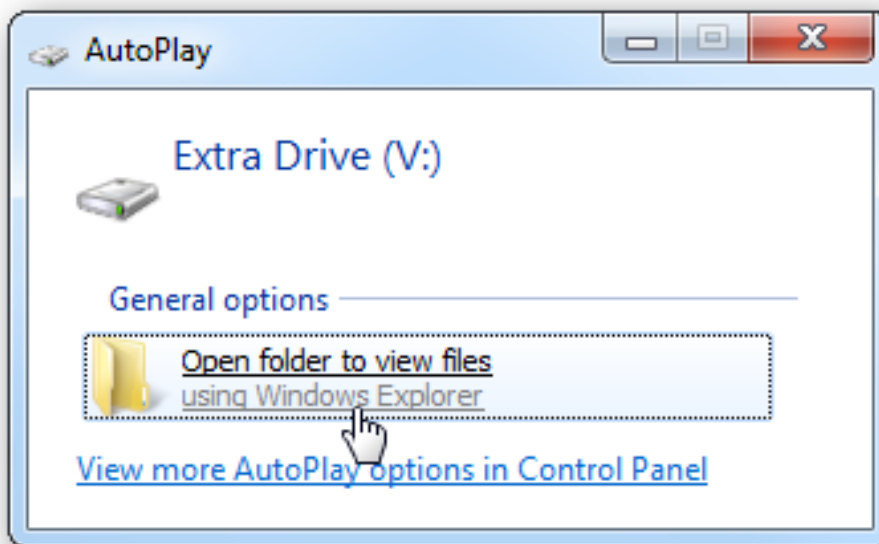 AutoPlay
Extra Drive (V:)
General options
Open folder to view files
using Windows Explorer
View more AutoPlay options in Control Panel